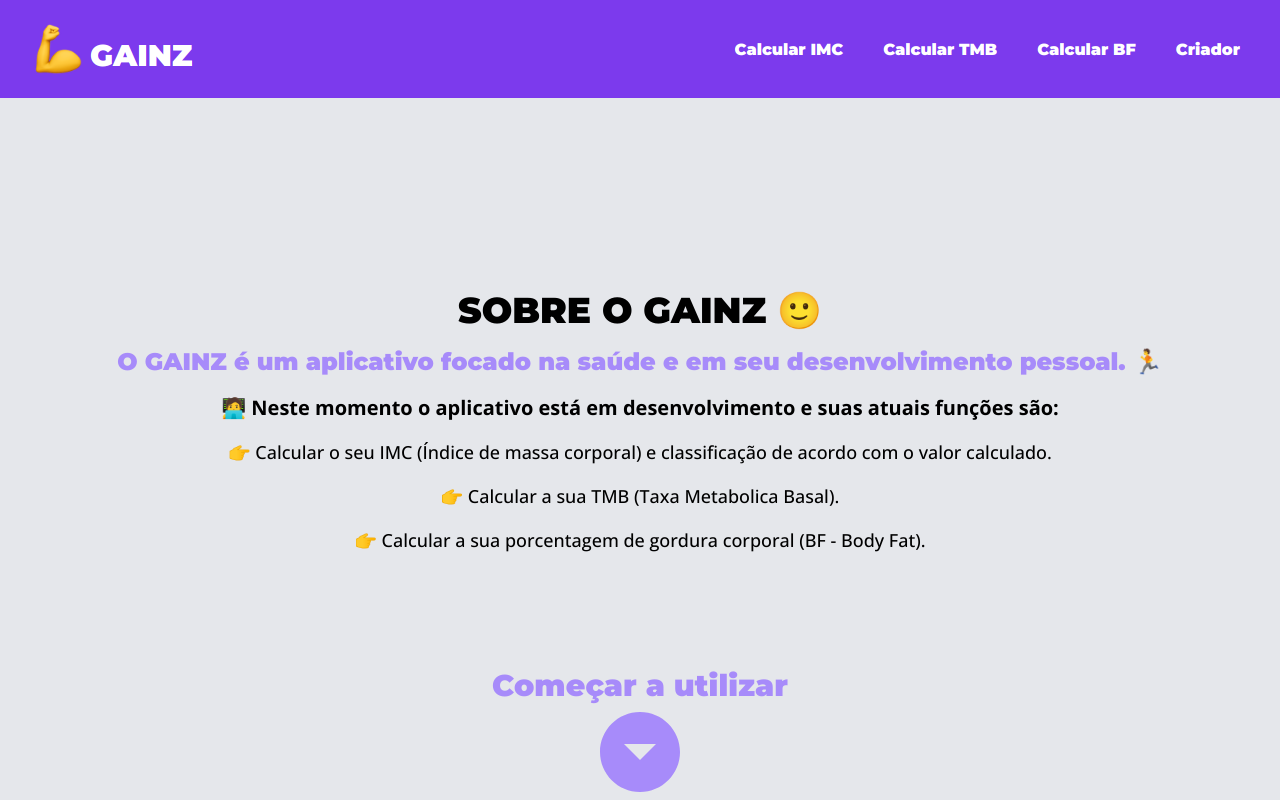 💪 GAINZ
Calcular IMC
Calcular TMB
Calcular BF
Criador
SOBRE O GAINZ 🙂
O GAINZ é um aplicativo focado na saúde e em seu desenvolvimento pessoal. 🏃
🧑‍💻 Neste momento o aplicativo está em desenvolvimento e suas atuais funções são:
👉 Calcular o seu IMC (Índice de massa corporal) e classificação de acordo com o valor calculado.
👉 Calcular a sua TMB (Taxa Metabolica Basal).
👉 Calcular a sua porcentagem de gordura corporal (BF - Body Fat).
Começar a utilizar